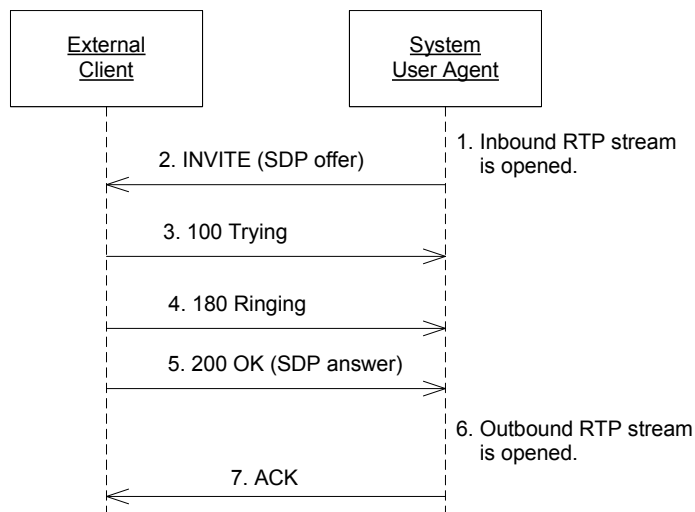 External
Client
System
User Agent
1. Inbound RTP stream
is opened.
2. INVITE (SDP offer)
3. 100 Trying
4. 180 Ringing
5. 200 OK (SDP answer)
6. Outbound RTP stream
is opened.
7. ACK